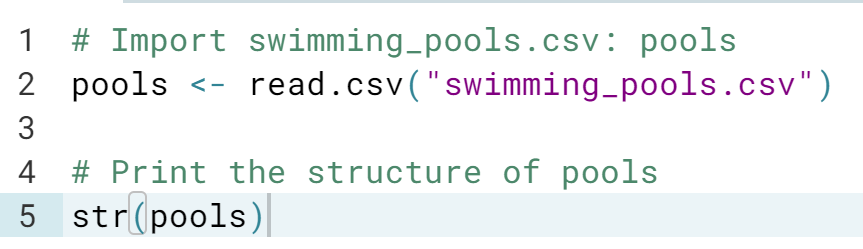 1 # Import swimming_pools.csv: pools
2 pools <- read.csv("swimming_pools.csv")
3
4 # Print the structure of pools
5 str(pools)